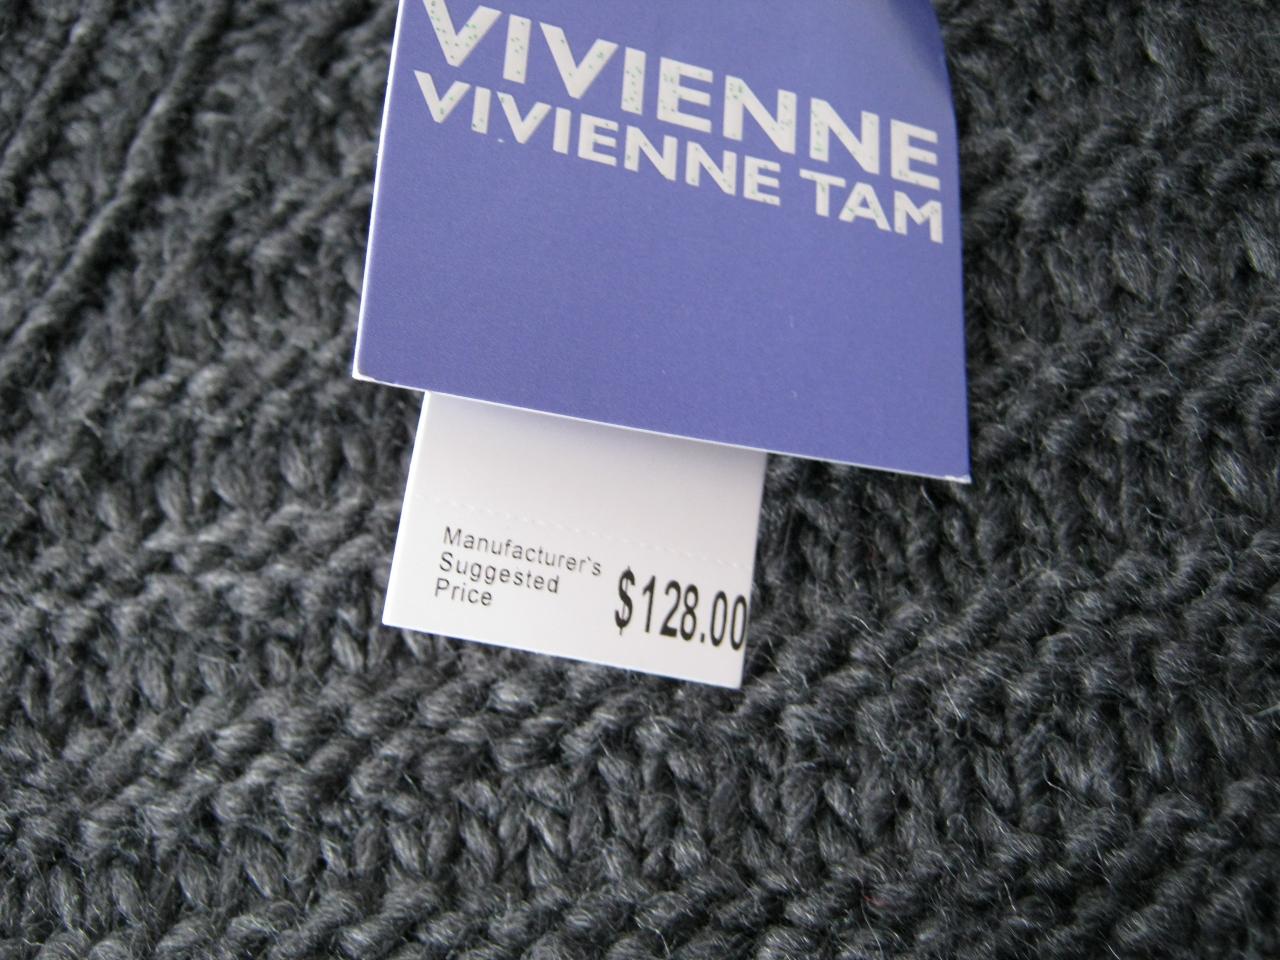 VIVIENNE
VIVIENNE TAM
Manufacturer`s
Suggested
Price
$128.00